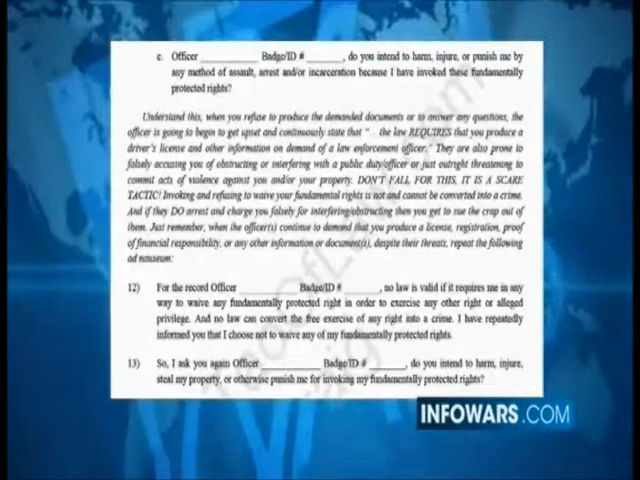 c. Officer ____________ Badge/ID # _______, do you intend to harm, injure, or punish me by
any method of assault, arrest and/or incarceration because I have invoked these fundamentally
protected rights?
Understand this, when you refuse to produce the demanded documents or to answer any questions, the
officer is going to begin to get upset and continuously state that " the law REQUIRES that you produce a
driver's license and other information on demand of a law enforcement officer." They are also prone to
falsely accusing you of obstructing or interfering with a public duty/officer or just outright threatening to
commit acts of violence against you and/or your property. DON'T FALL FOR THIS, IT IS A SCARE
TACTIC! Invoking and refusing to waive your fundamental rights is not and cannot be converted into a crime.
And if they DO arrest and charge you falsely for interfering/obstructing then you get to sue the crap out of
them. Just remember, when the officer(s) continue to demand that you produce a license, registration, proof
of financial responsibility, or any other information or document(s), despite their threats, repeat the following
ad nauseum:
12) For the record Officer ____________ Badge/ID # _______, no law is valid if it requires me in any
way to waive any fundamentally protected right in order to exercise any other right or alleged
privilege. And no law can convert the free exercise of any right into a crime. I have repeatedly
informed you that I choose not to waive any of my fundamentally protected rights.
13) So, I ask you again Officer ____________ Badge/ID # _______, do you intend to harm, injure,
steal my property, or otherwise punish me for invoking my fundamentally protected rights?
INFOWARS.COM